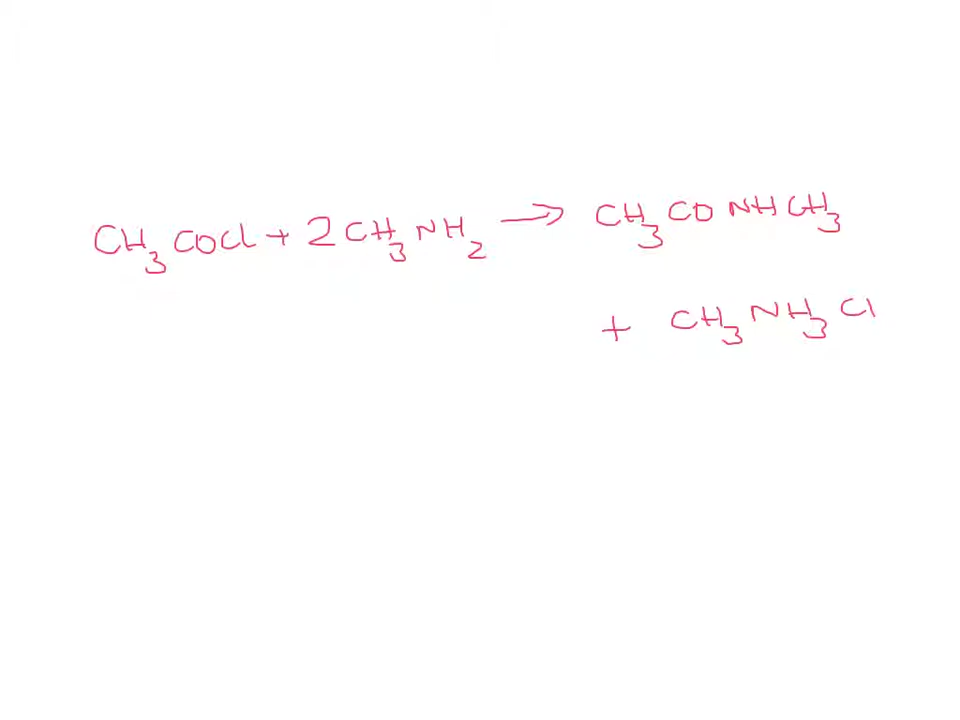 CH₃COCl + 2CH₃NH₂ → CH₃CONHCH₃
+ CH₃NH₃Cl